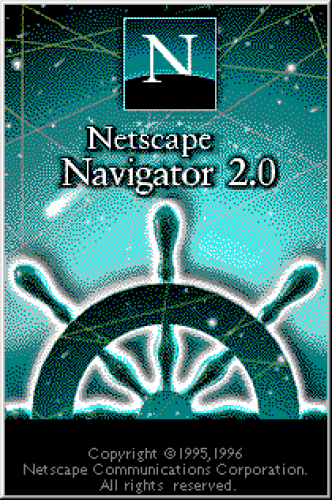 N
Netscape
Navigator 2.0
Copyright ©1995,1996
Netscape Communications Corporation.
All rights reserved.